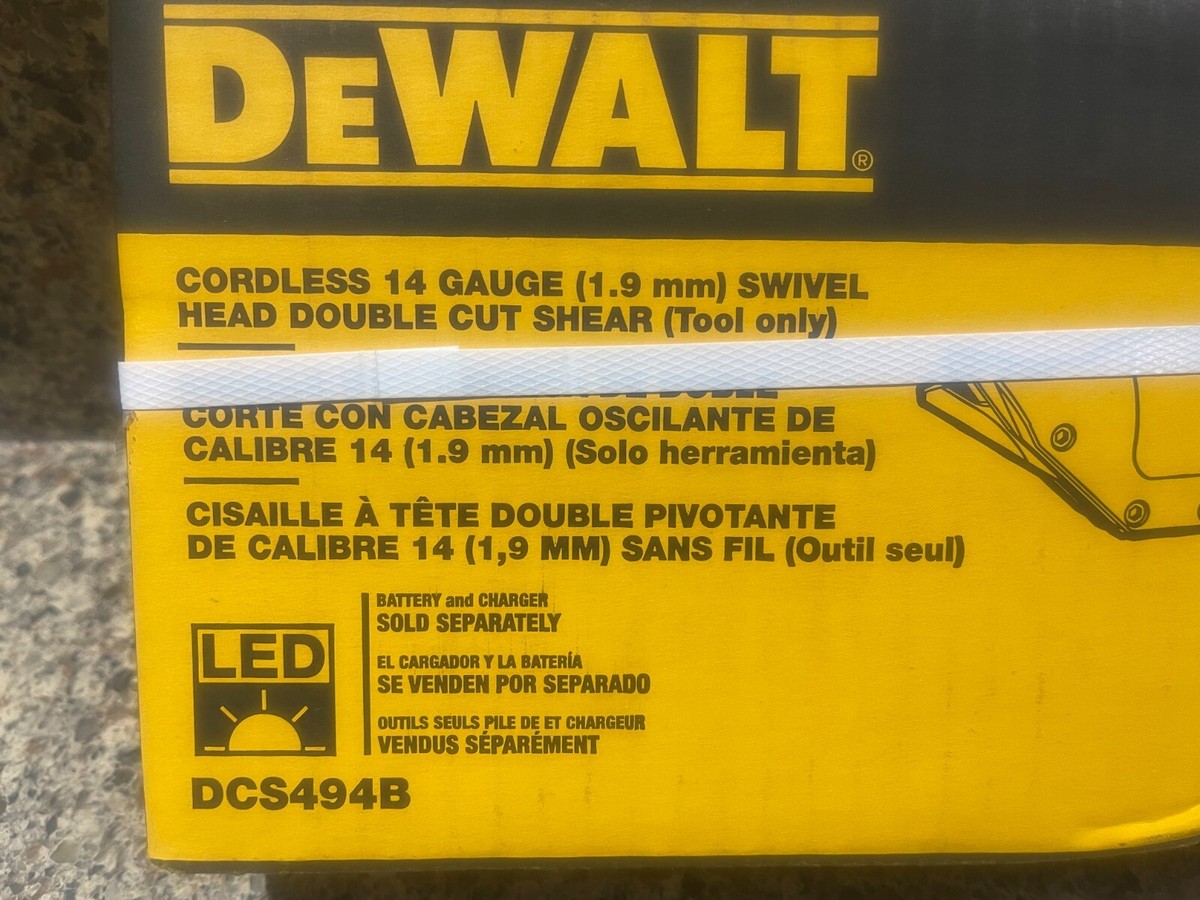 DEWALT®
CORDLESS 14 GAUGE (1.9 mm) SWIVEL
HEAD DOUBLE CUT SHEAR (Tool only)
CORTE CON CABEZAL OSCILANTE DE
CALIBRE 14 (1.9 mm) (Solo herramienta)
CISAILLE À TÊTE DOUBLE PIVOTANTE
DE CALIBRE 14 (1,9 MM) SANS FIL (Outil seul)
LED
BATTERY and CHARGER
SOLD SEPARATELY
EL CARGADOR Y LA BATERÍA
SE VENDEN POR SEPARADO
OUTILS SEULS PILE DE ET CHARGEUR
VENDUS SÉPARÉMENT
DCS494B